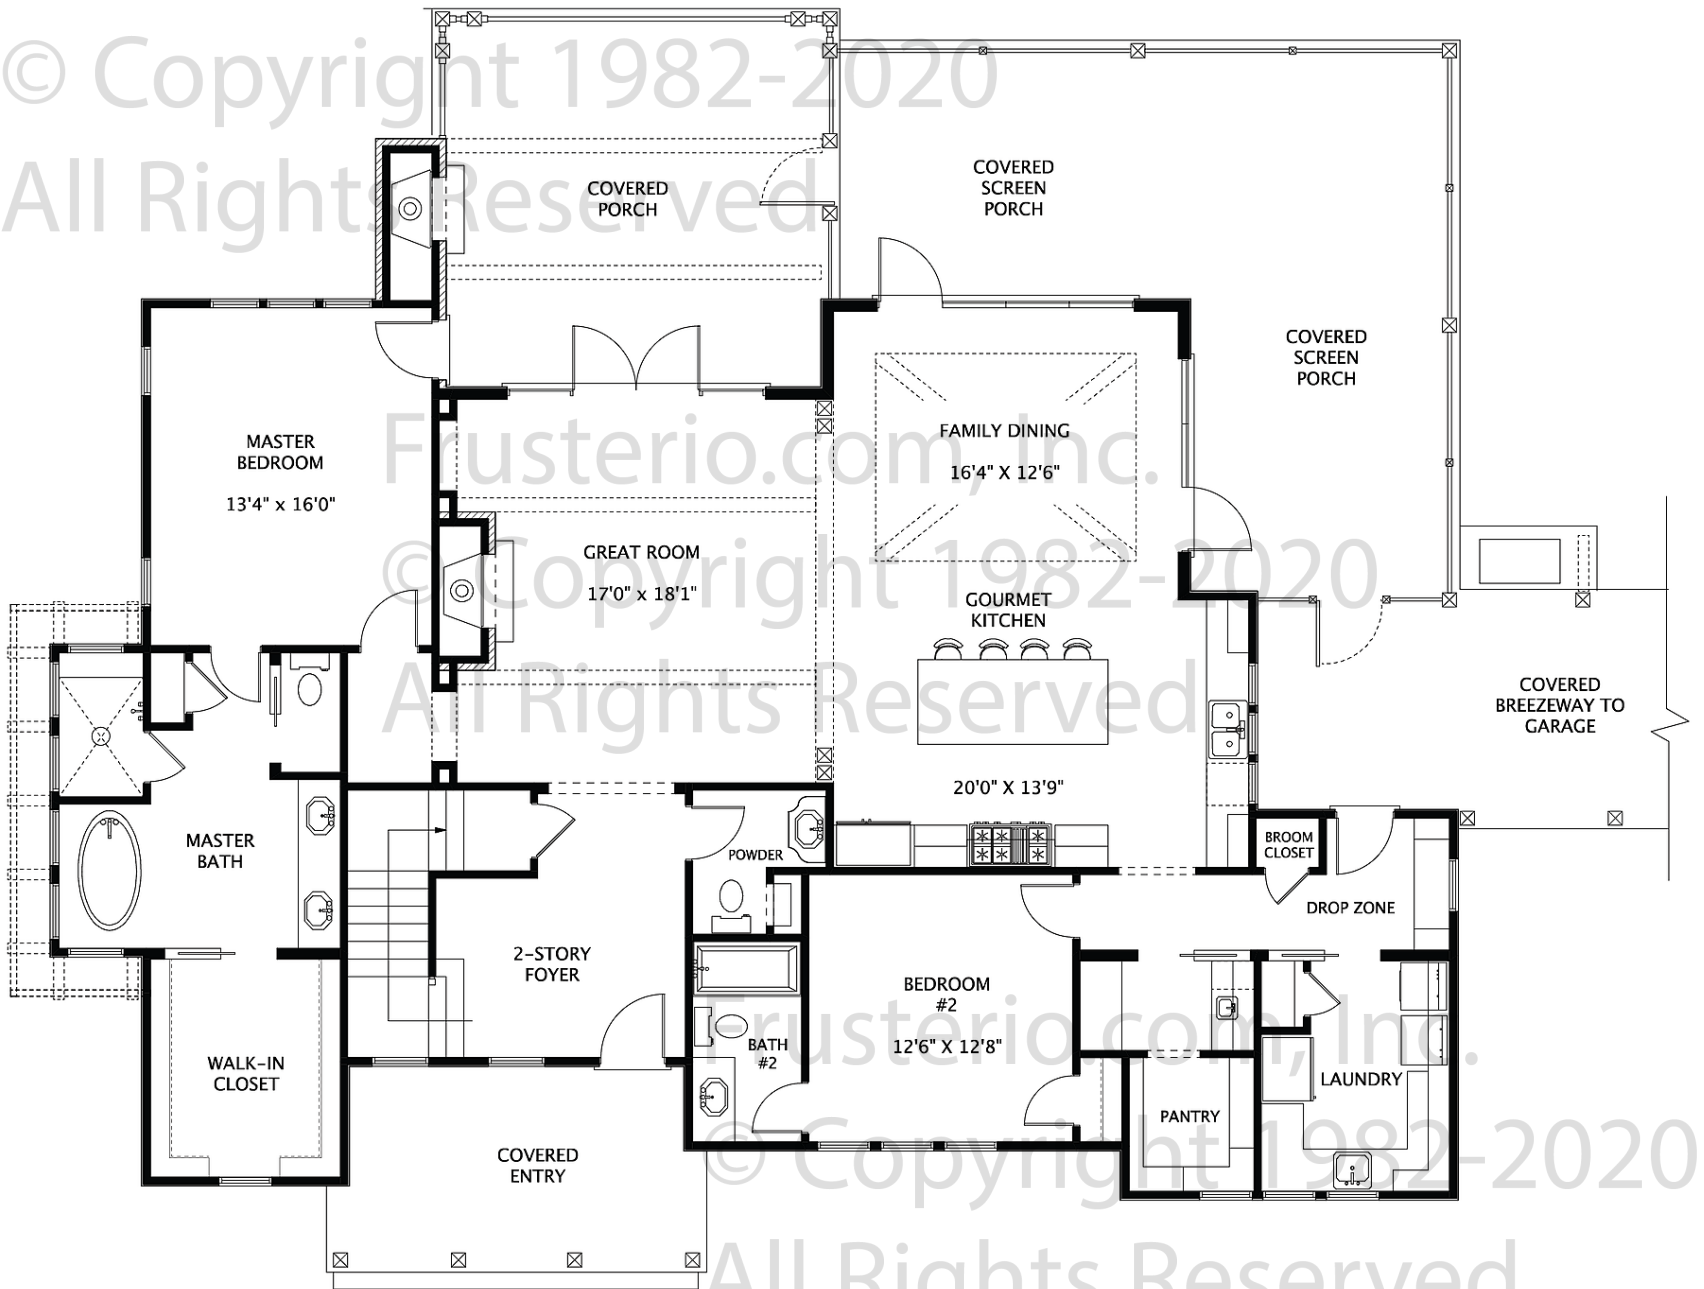 © Copyright 1982-2020
All Rights Reserved
COVERED
PORCH
COVERED
SCREEN
PORCH
COVERED
SCREEN
PORCH
MASTER
BEDROOM
13'4" x 16'0"
Frusterio.com, Inc.
© Copyright 1982-2020
All Rights Reserved
FAMILY DINING
16'4" X 12'6"
GREAT ROOM
17'0" x 18'1"
GOURMET
KITCHEN
20'0" X 13'9"
COVERED
BREEZEWAY TO
GARAGE
MASTER
BATH
POWDER
BROOM
CLOSET
DROP ZONE
2-STORY
FOYER
BEDROOM
#2
12'6" X 12'8"
BATH
#2
WALK-IN
CLOSET
LAUNDRY
PANTRY
COVERED
ENTRY
Frusterio.com, Inc.
© Copyright 1982-2020
All Rights Reserved